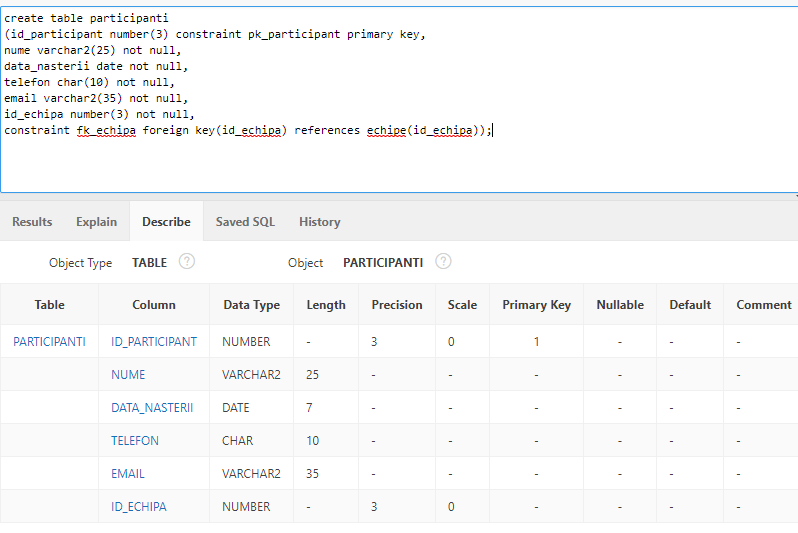 create table participanti
(id_participant number(3) constraint pk_participant primary key,
nume varchar2(25) not null,
data_nasterii date not null,
telefon char(10) not null,
email varchar2(35) not null,
id_echipa number(3) not null,
constraint fk_echipa foreign key(id_echipa) references echipe(id_echipa));
Results Explain Describe Saved SQL History
Object Type TABLE ? Object PARTICIPANTI ?
Table Column Data Type Length Precision Scale Primary Key Nullable Default Comment
PARTICIPANTI ID_PARTICIPANT NUMBER - 3 0 1 - - -
NUME VARCHAR2 25 - - - - - -
DATA_NASTERII DATE 7 - - - - - -
TELEFON CHAR 10 - - - - - -
EMAIL VARCHAR2 35 - - - - - -
ID_ECHIPA NUMBER - 3 0 - - - -